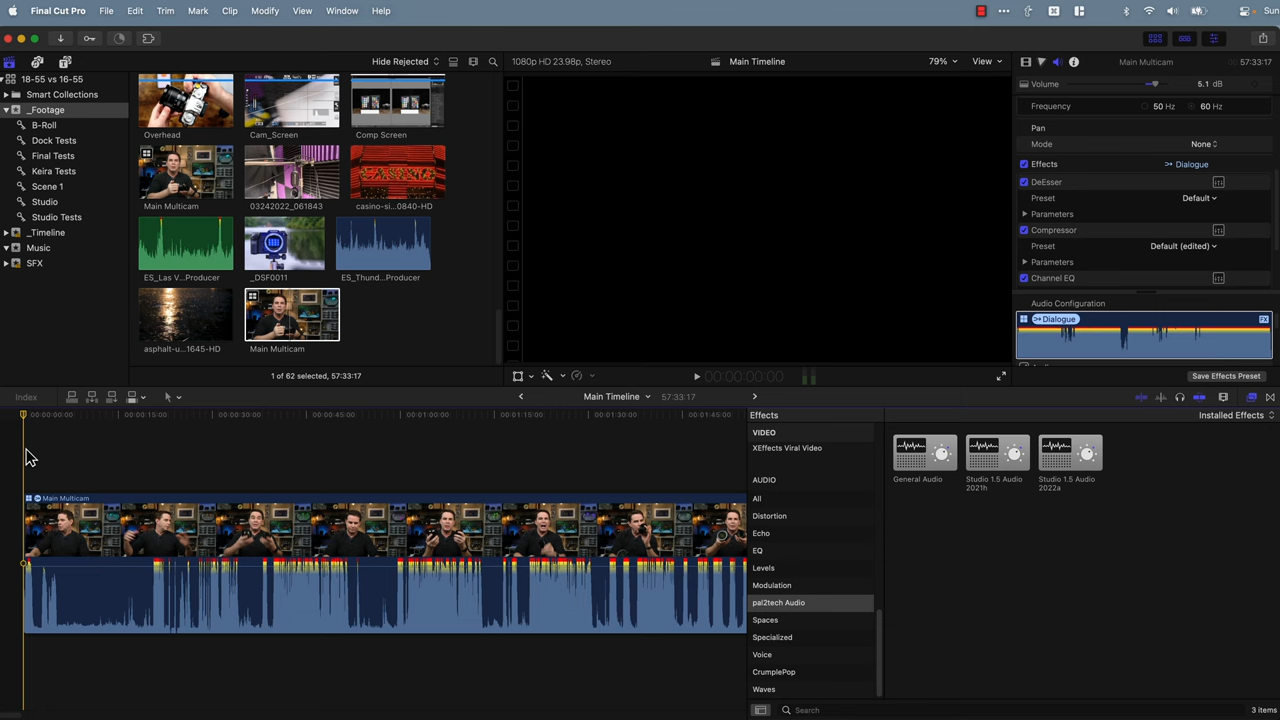 Final Cut Pro File Edit Trim Mark Clip Modify View Window Help Sun
18-55 vs 16-55 Hide Rejected 1080p HD 23.98p, Stereo Main Timeline 79% View Main Multicam 57:33:17
Smart Collections
_Footage
B-Roll
Dock Tests
Final Tests
Keira Tests
Scene 1
Studio
Studio Tests
_Timeline
Music
SFX
Overhead Cam_Screen Comp Screen
Main Multicam 03242022_061843 casino-si...0840-HD
ES_Las V...Producer _DSF0011 ES_Thund...Producer
asphalt-u...1645-HD Main Multicam
1 of 62 selected, 57:33:17
00:00:00:00
Volume 5.1 dB
Frequency 50 Hz 60 Hz
Pan
Mode None
Effects Dialogue
DeEsser
Preset Default
Parameters
Compressor
Preset Default (edited)
Parameters
Channel EQ
Audio Configuration
Dialogue FX
Save Effects Preset
Index Main Timeline 57:33:17
00:00:00:00 00:00:15:00 00:00:30:00 00:00:45:00 00:01:00:00 00:01:15:00 00:01:30:00 00:01:45:00
Main Multicam
Effects Installed Effects
VIDEO
XEffects Viral Video
AUDIO
All
Distortion
Echo
EQ
Levels
Modulation
pal2tech Audio
Spaces
Specialized
Voice
CrumplePop
Waves
General Audio Studio 1.5 Audio Studio 1.5 Audio
2021h 2022a
Search 3 items